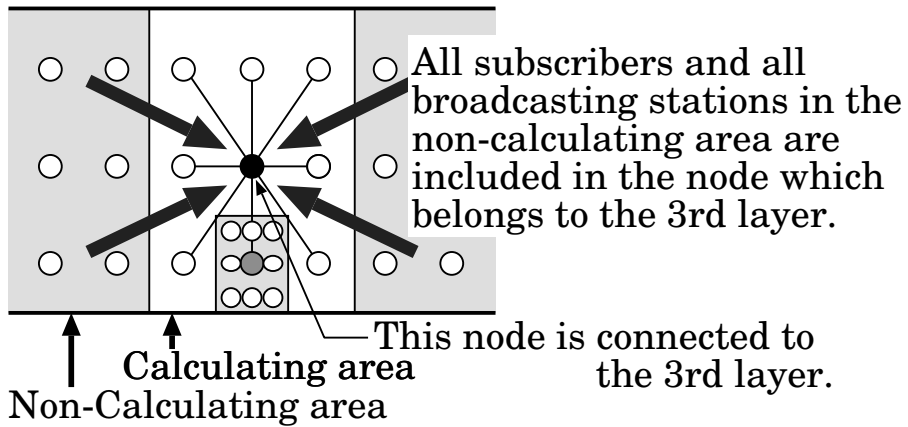 All subscribers and all
broadcasting stations in the
non-calculating area are
included in the node which
belongs to the 3rd layer.
This node is connected to
the 3rd layer.
Calculating area
Non-Calculating area